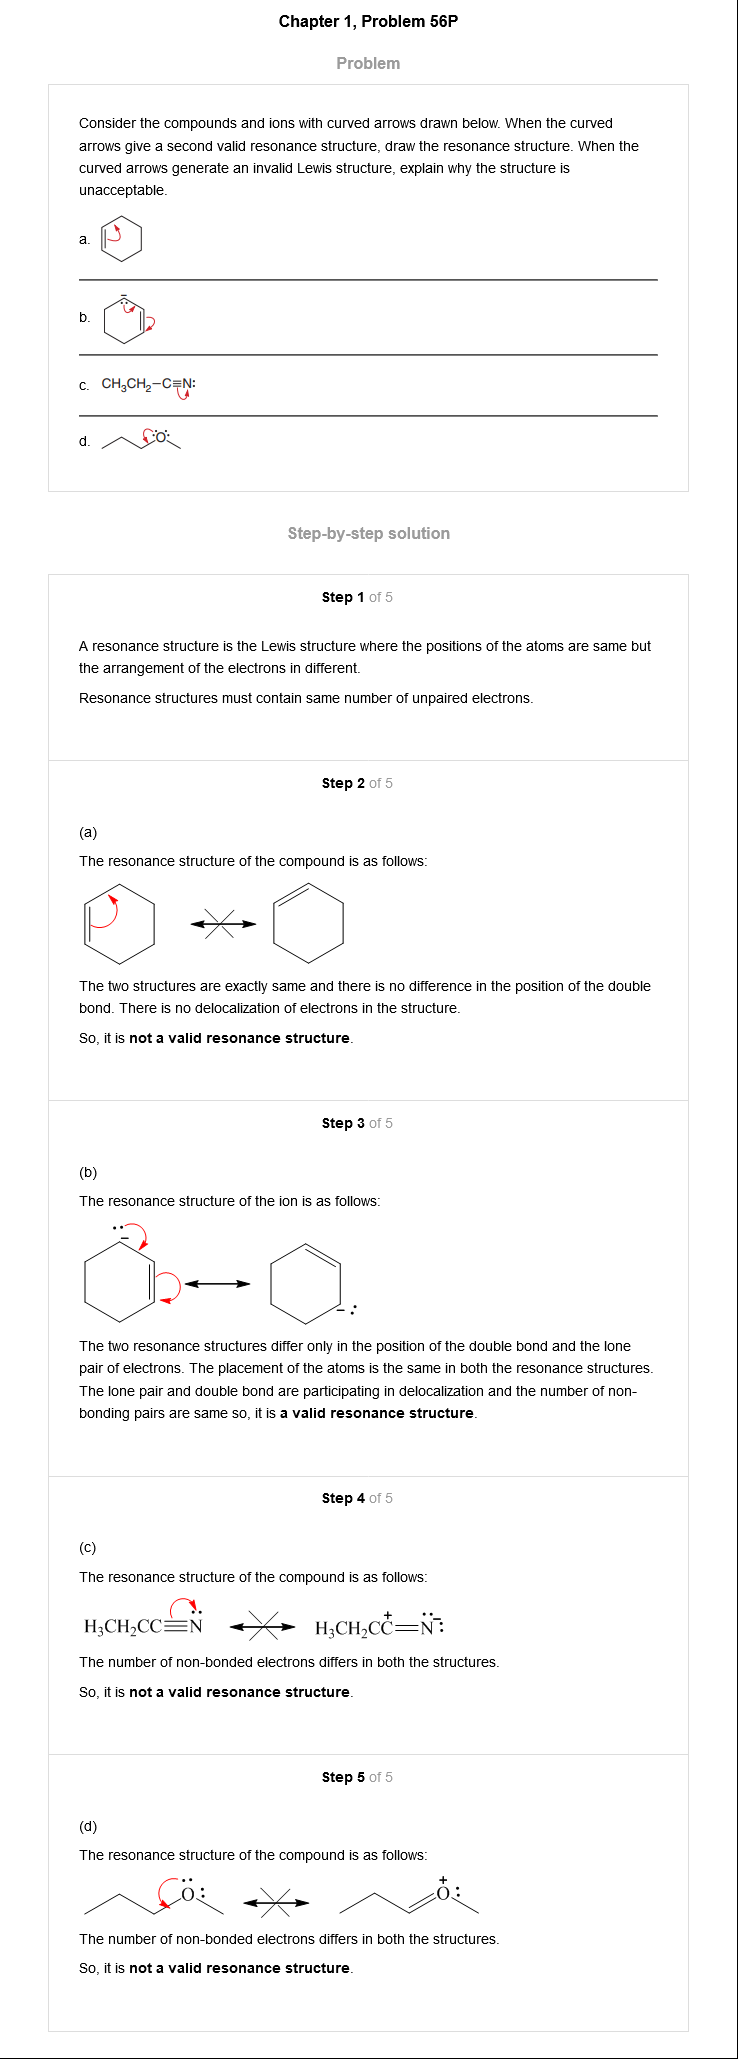 Chapter 1, Problem 56P
Problem
Consider the compounds and ions with curved arrows drawn below. When the curved
arrows give a second valid resonance structure, draw the resonance structure. When the
curved arrows generate an invalid Lewis structure, explain why the structure is
unacceptable.
a.
b.
c. CH₃CH₂−C≡N:
d. :O:
Step-by-step solution
Step 1 of 5
A resonance structure is the Lewis structure where the positions of the atoms are same but
the arrangement of the electrons in different.
Resonance structures must contain same number of unpaired electrons.
Step 2 of 5
(a)
The resonance structure of the compound is as follows:
The two structures are exactly same and there is no difference in the position of the double
bond. There is no delocalization of electrons in the structure.
So, it is not a valid resonance structure.
Step 3 of 5
(b)
The resonance structure of the ion is as follows:
The two resonance structures differ only in the position of the double bond and the lone
pair of electrons. The placement of the atoms is the same in both the resonance structures.
The lone pair and double bond are participating in delocalization and the number of non-
bonding pairs are same so, it is a valid resonance structure.
Step 4 of 5
(c)
The resonance structure of the compound is as follows:
H₃CH₂CC≡N H₃CH₂CC=N:
The number of non-bonded electrons differs in both the structures.
So, it is not a valid resonance structure.
Step 5 of 5
(d)
The resonance structure of the compound is as follows:
O: O:
The number of non-bonded electrons differs in both the structures.
So, it is not a valid resonance structure.